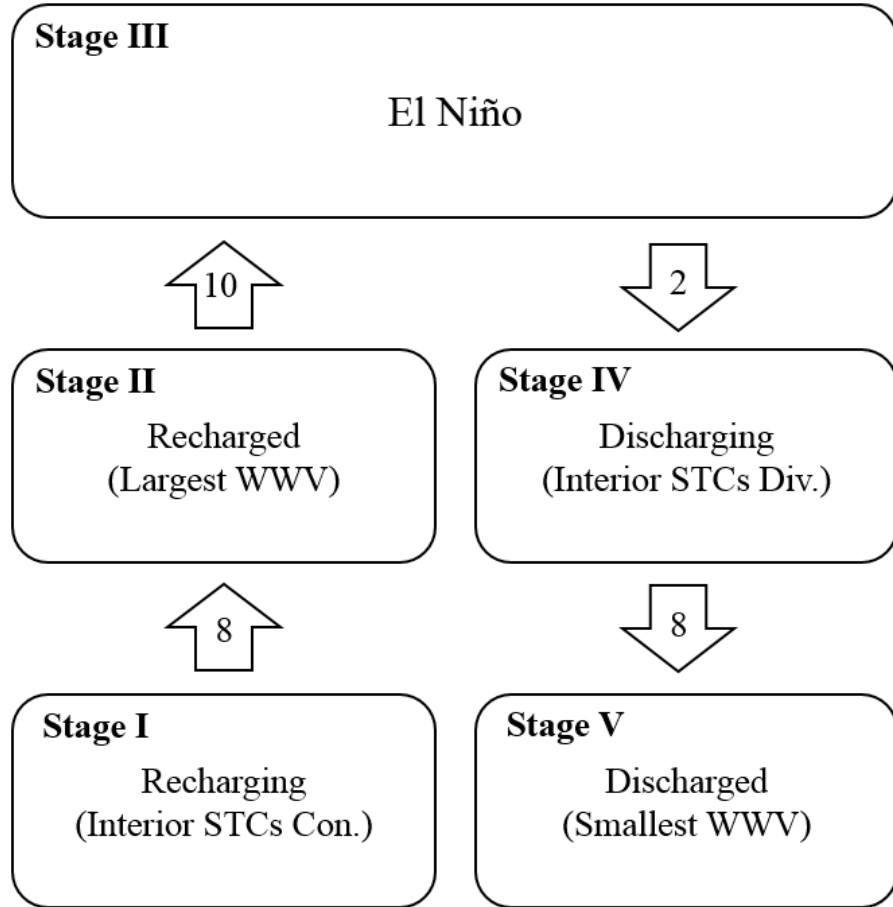 Stage III
El Niño
10
2
Stage II
Recharged
(Largest WWV)
Stage IV
Discharging
(Interior STCs Div.)
8
8
Stage I
Recharging
(Interior STCs Con.)
Stage V
Discharged
(Smallest WWV)